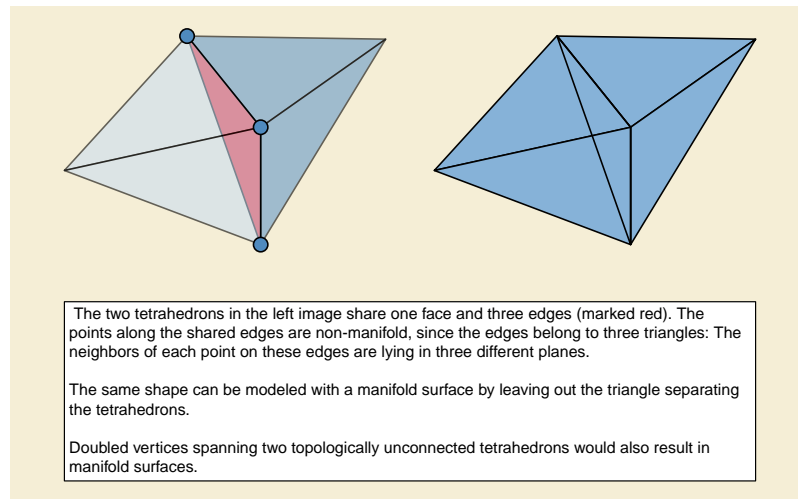 The two tetrahedrons in the left image share one face and three edges (marked red). The
points along the shared edges are non-manifold, since the edges belong to three triangles: The
neighbors of each point on these edges are lying in three different planes.
The same shape can be modeled with a manifold surface by leaving out the triangle separating
the tetrahedrons.
Doubled vertices spanning two topologically unconnected tetrahedrons would also result in
manifold surfaces.